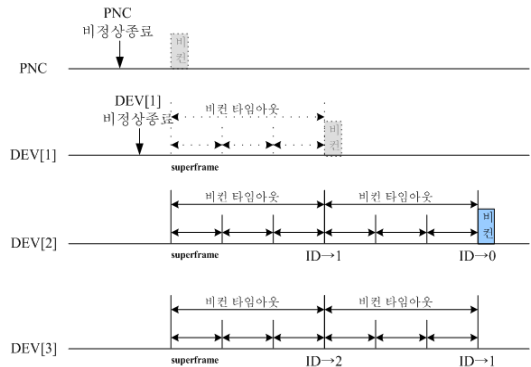 PNC
비정상종료
비
컨
PNC
DEV[1]
비정상종료
비컨 타임아웃
비
컨
DEV[1]
superframe
비컨 타임아웃
비컨 타임아웃
비
컨
DEV[2]
superframe
ID→1
ID→0
비컨 타임아웃
비컨 타임아웃
DEV[3]
superframe
ID→2
ID→1